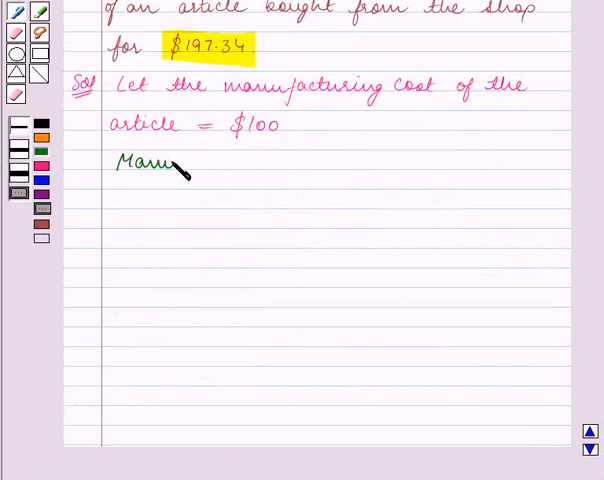 of an article bought from the shop
for $197.34
Sol Let the manufacturing cost of the
article = $100
Manu